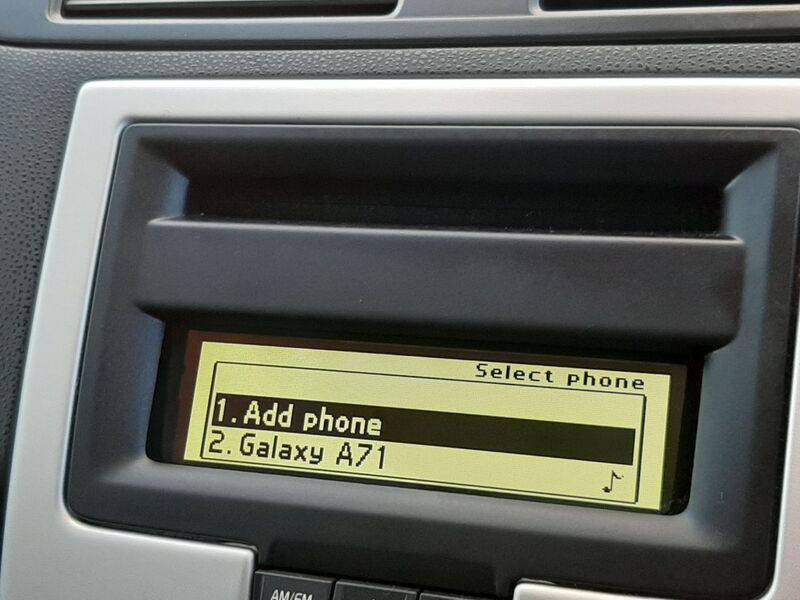 Select phone
1. Add phone
2. Galaxy A71
AM/FM